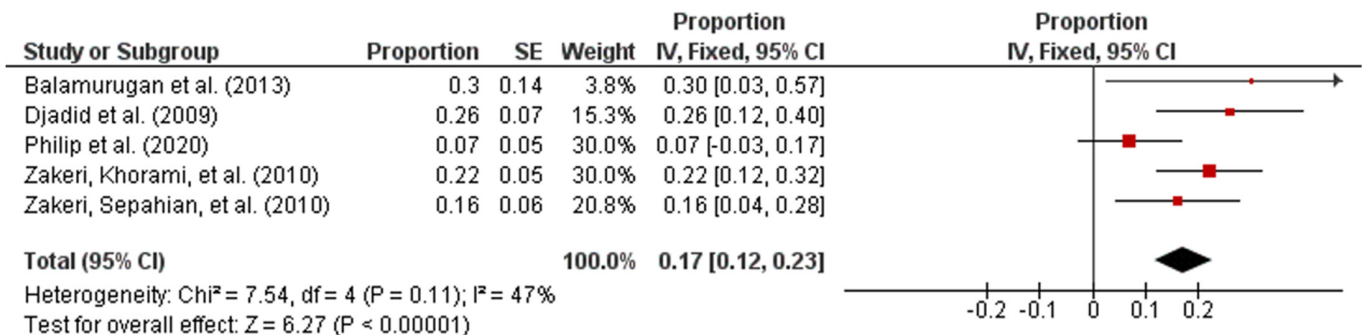 Proportion Proportion
Study or Subgroup Proportion SE Weight IV, Fixed, 95% CI IV, Fixed, 95% CI
Balamurugan et al. (2013) 0.3 0.14 3.8% 0.30 [0.03, 0.57]
Djadid et al. (2009) 0.26 0.07 15.3% 0.26 [0.12, 0.40]
Philip et al. (2020) 0.07 0.05 30.0% 0.07 [-0.03, 0.17]
Zakeri, Khorami, et al. (2010) 0.22 0.05 30.0% 0.22 [0.12, 0.32]
Zakeri, Sepahian, et al. (2010) 0.16 0.06 20.8% 0.16 [0.04, 0.28]
Total (95% CI) 100.0% 0.17 [0.12, 0.23]
Heterogeneity: Chi² = 7.54, df = 4 (P = 0.11); I² = 47%
Test for overall effect: Z = 6.27 (P < 0.00001)
-0.2 -0.1 0 0.1 0.2